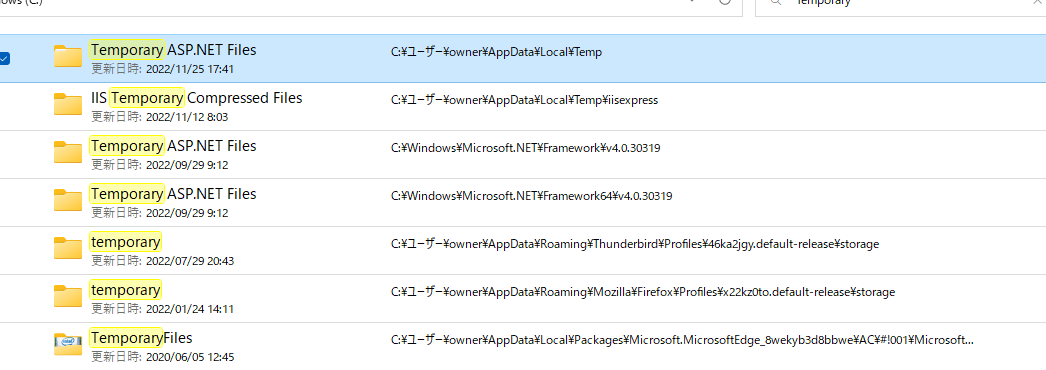 Temporary
Temporary ASP.NET Files
C:¥ユーザー¥owner¥AppData¥Local¥Temp
更新日時: 2022/11/25 17:41
IIS Temporary Compressed Files
C:¥ユーザー¥owner¥AppData¥Local¥Temp¥iisexpress
更新日時: 2022/11/12 8:03
Temporary ASP.NET Files
C:¥Windows¥Microsoft.NET¥Framework¥v4.0.30319
更新日時: 2022/09/29 9:12
Temporary ASP.NET Files
C:¥Windows¥Microsoft.NET¥Framework64¥v4.0.30319
更新日時: 2022/09/29 9:12
temporary
C:¥ユーザー¥owner¥AppData¥Roaming¥Thunderbird¥Profiles¥46ka2jgy.default-release¥storage
更新日時: 2022/07/29 20:43
temporary
C:¥ユーザー¥owner¥AppData¥Roaming¥Mozilla¥Firefox¥Profiles¥x22kz0to.default-release¥storage
更新日時: 2022/01/24 14:11
TemporaryFiles
C:¥ユーザー¥owner¥AppData¥Local¥Packages¥Microsoft.MicrosoftEdge_8wekyb3d8bbwe¥AC¥#!001¥Microsoft...
更新日時: 2020/06/05 12:45